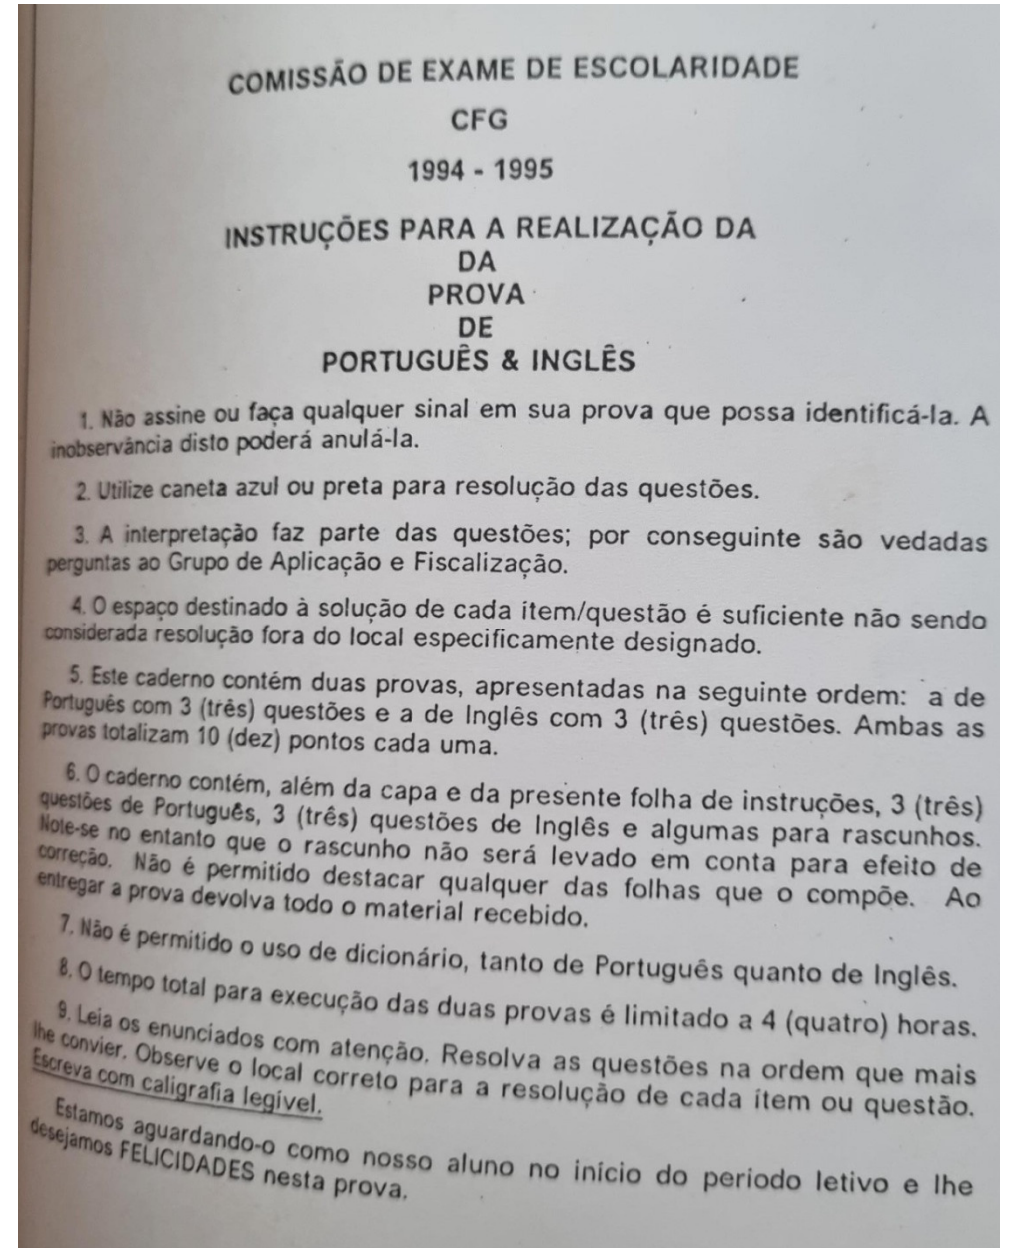 COMISSÃO DE EXAME DE ESCOLARIDADE
CFG
1994 - 1995
INSTRUÇÕES PARA A REALIZAÇÃO DA
DA
PROVA
DE
PORTUGUÊS & INGLÊS
1. Não assine ou faça qualquer sinal em sua prova que possa identificá-la. A
inobservância disto poderá anulá-la.
2. Utilize caneta azul ou preta para resolução das questões.
3. A interpretação faz parte das questões; por conseguinte são vedadas
perguntas ao Grupo de Aplicação e Fiscalização.
4. O espaço destinado à solução de cada ítem/questão é suficiente não sendo
considerada resolução fora do local especificamente designado.
5. Este caderno contém duas provas, apresentadas na seguinte ordem: a de
Português com 3 (três) questões e a de Inglês com 3 (três) questões. Ambas as
provas totalizam 10 (dez) pontos cada uma.
6. O caderno contém, além da capa e da presente folha de instruções, 3 (três)
questões de Português, 3 (três) questões de Inglês e algumas para rascunhos.
Note-se no entanto que o rascunho não será levado em conta para efeito de
correção. Não é permitido destacar qualquer das folhas que o compõe. Ao
entregar a prova devolva todo o material recebido.
7. Não é permitido o uso de dicionário, tanto de Português quanto de Inglês.
8. O tempo total para execução das duas provas é limitado a 4 (quatro) horas.
9. Leia os enunciados com atenção. Resolva as questões na ordem que mais
lhe convier. Observe o local correto para a resolução de cada ítem ou questão.
Escreva com caligrafia legível.
Estamos aguardando-o como nosso aluno no início do periodo letivo e lhe
desejamos FELICIDADES nesta prova.